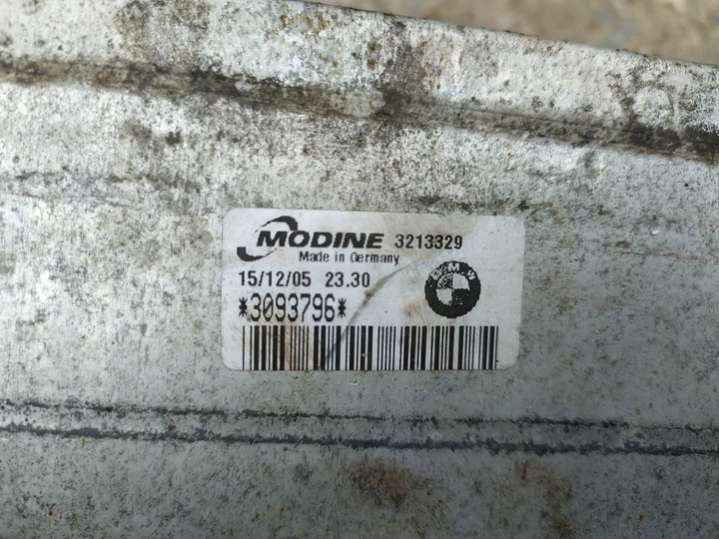 MODINE 3213329
Made in Germany
15/12/05 23.30
BMW
*3093796*